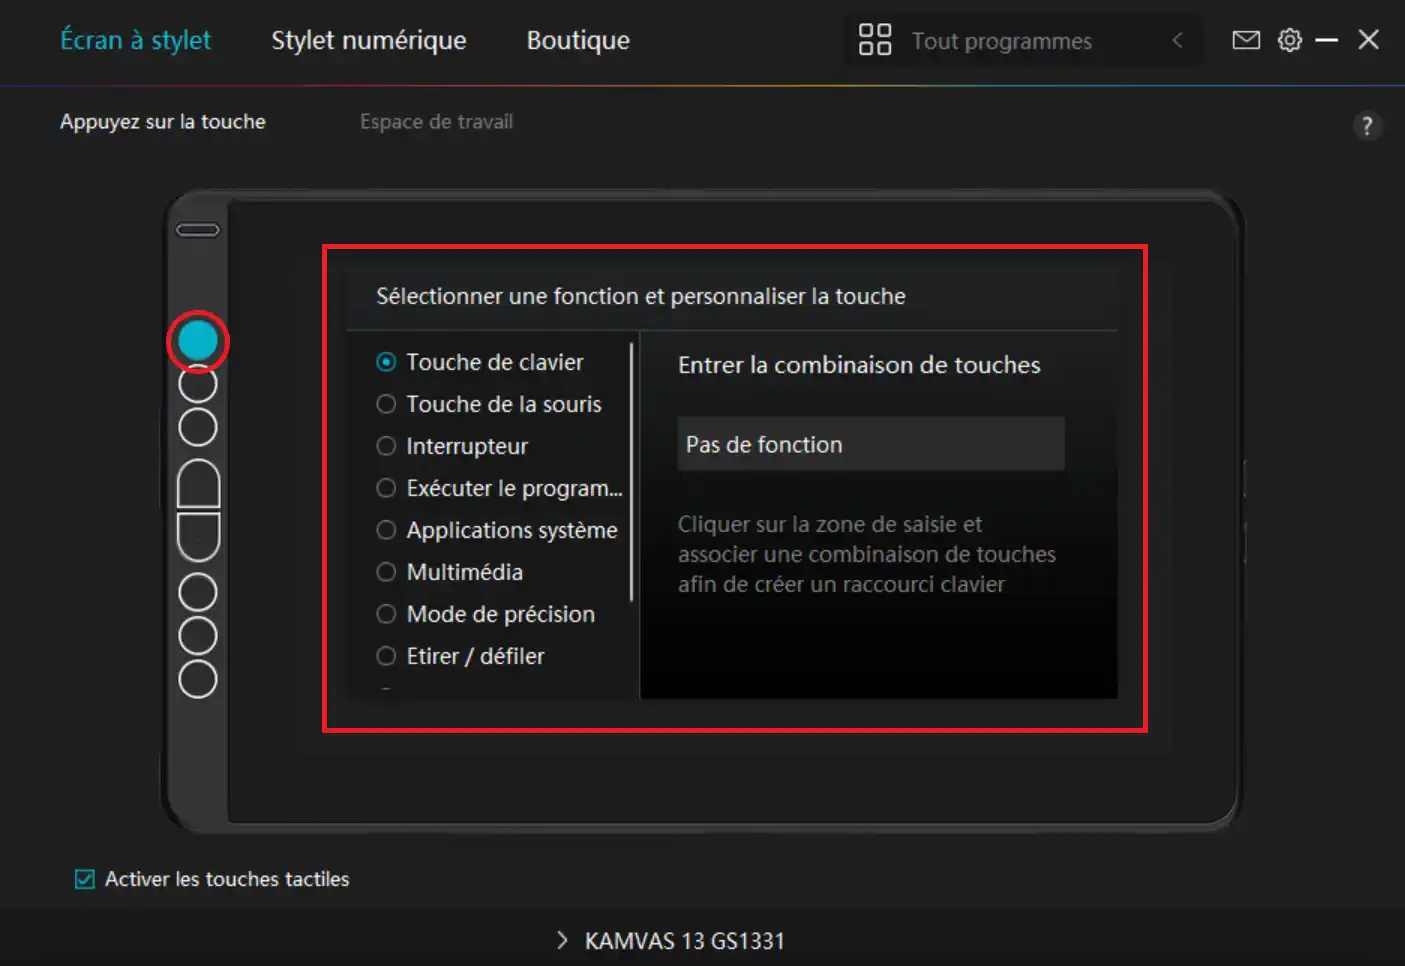 Écran à stylet
Stylet numérique
Boutique
Tout programmes
Appuyez sur la touche
Espace de travail
?
Sélectionner une fonction et personnaliser la touche
Touche de clavier
Touche de la souris
Interrupteur
Exécuter le program...
Applications système
Multimédia
Mode de précision
Etirer / défiler
Entrer la combinaison de touches
Pas de fonction
Cliquer sur la zone de saisie et
associer une combinaison de touches
afin de créer un raccourci clavier
Activer les touches tactiles
KAMVAS 13 GS1331